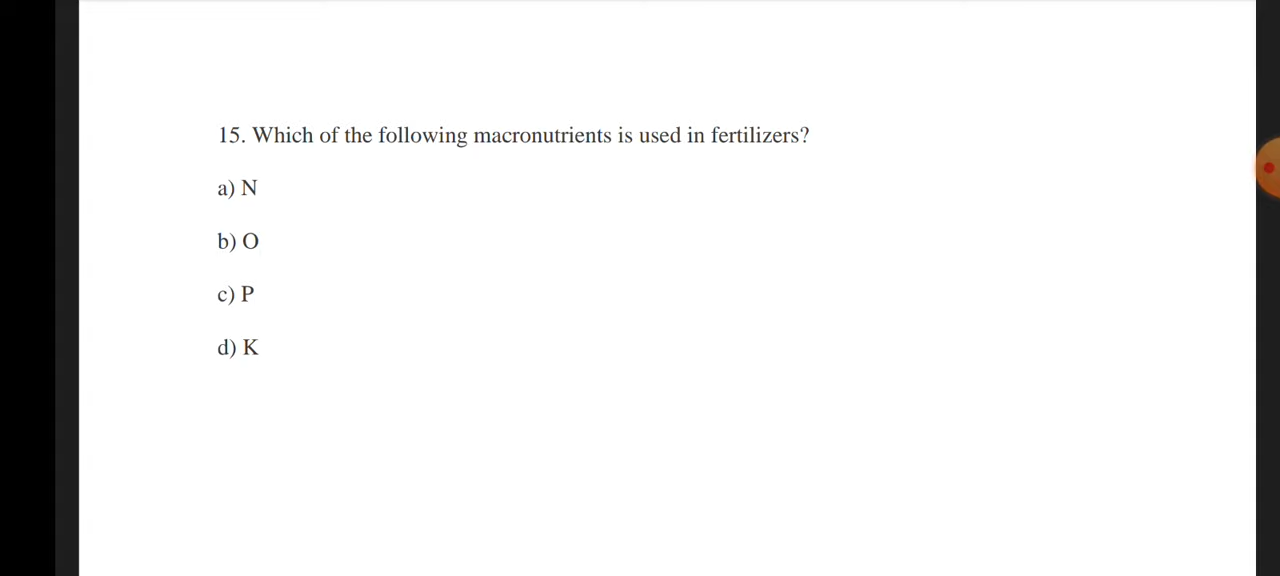 15. Which of the following macronutrients is used in fertilizers?
a) N
b) O
c) P
d) K